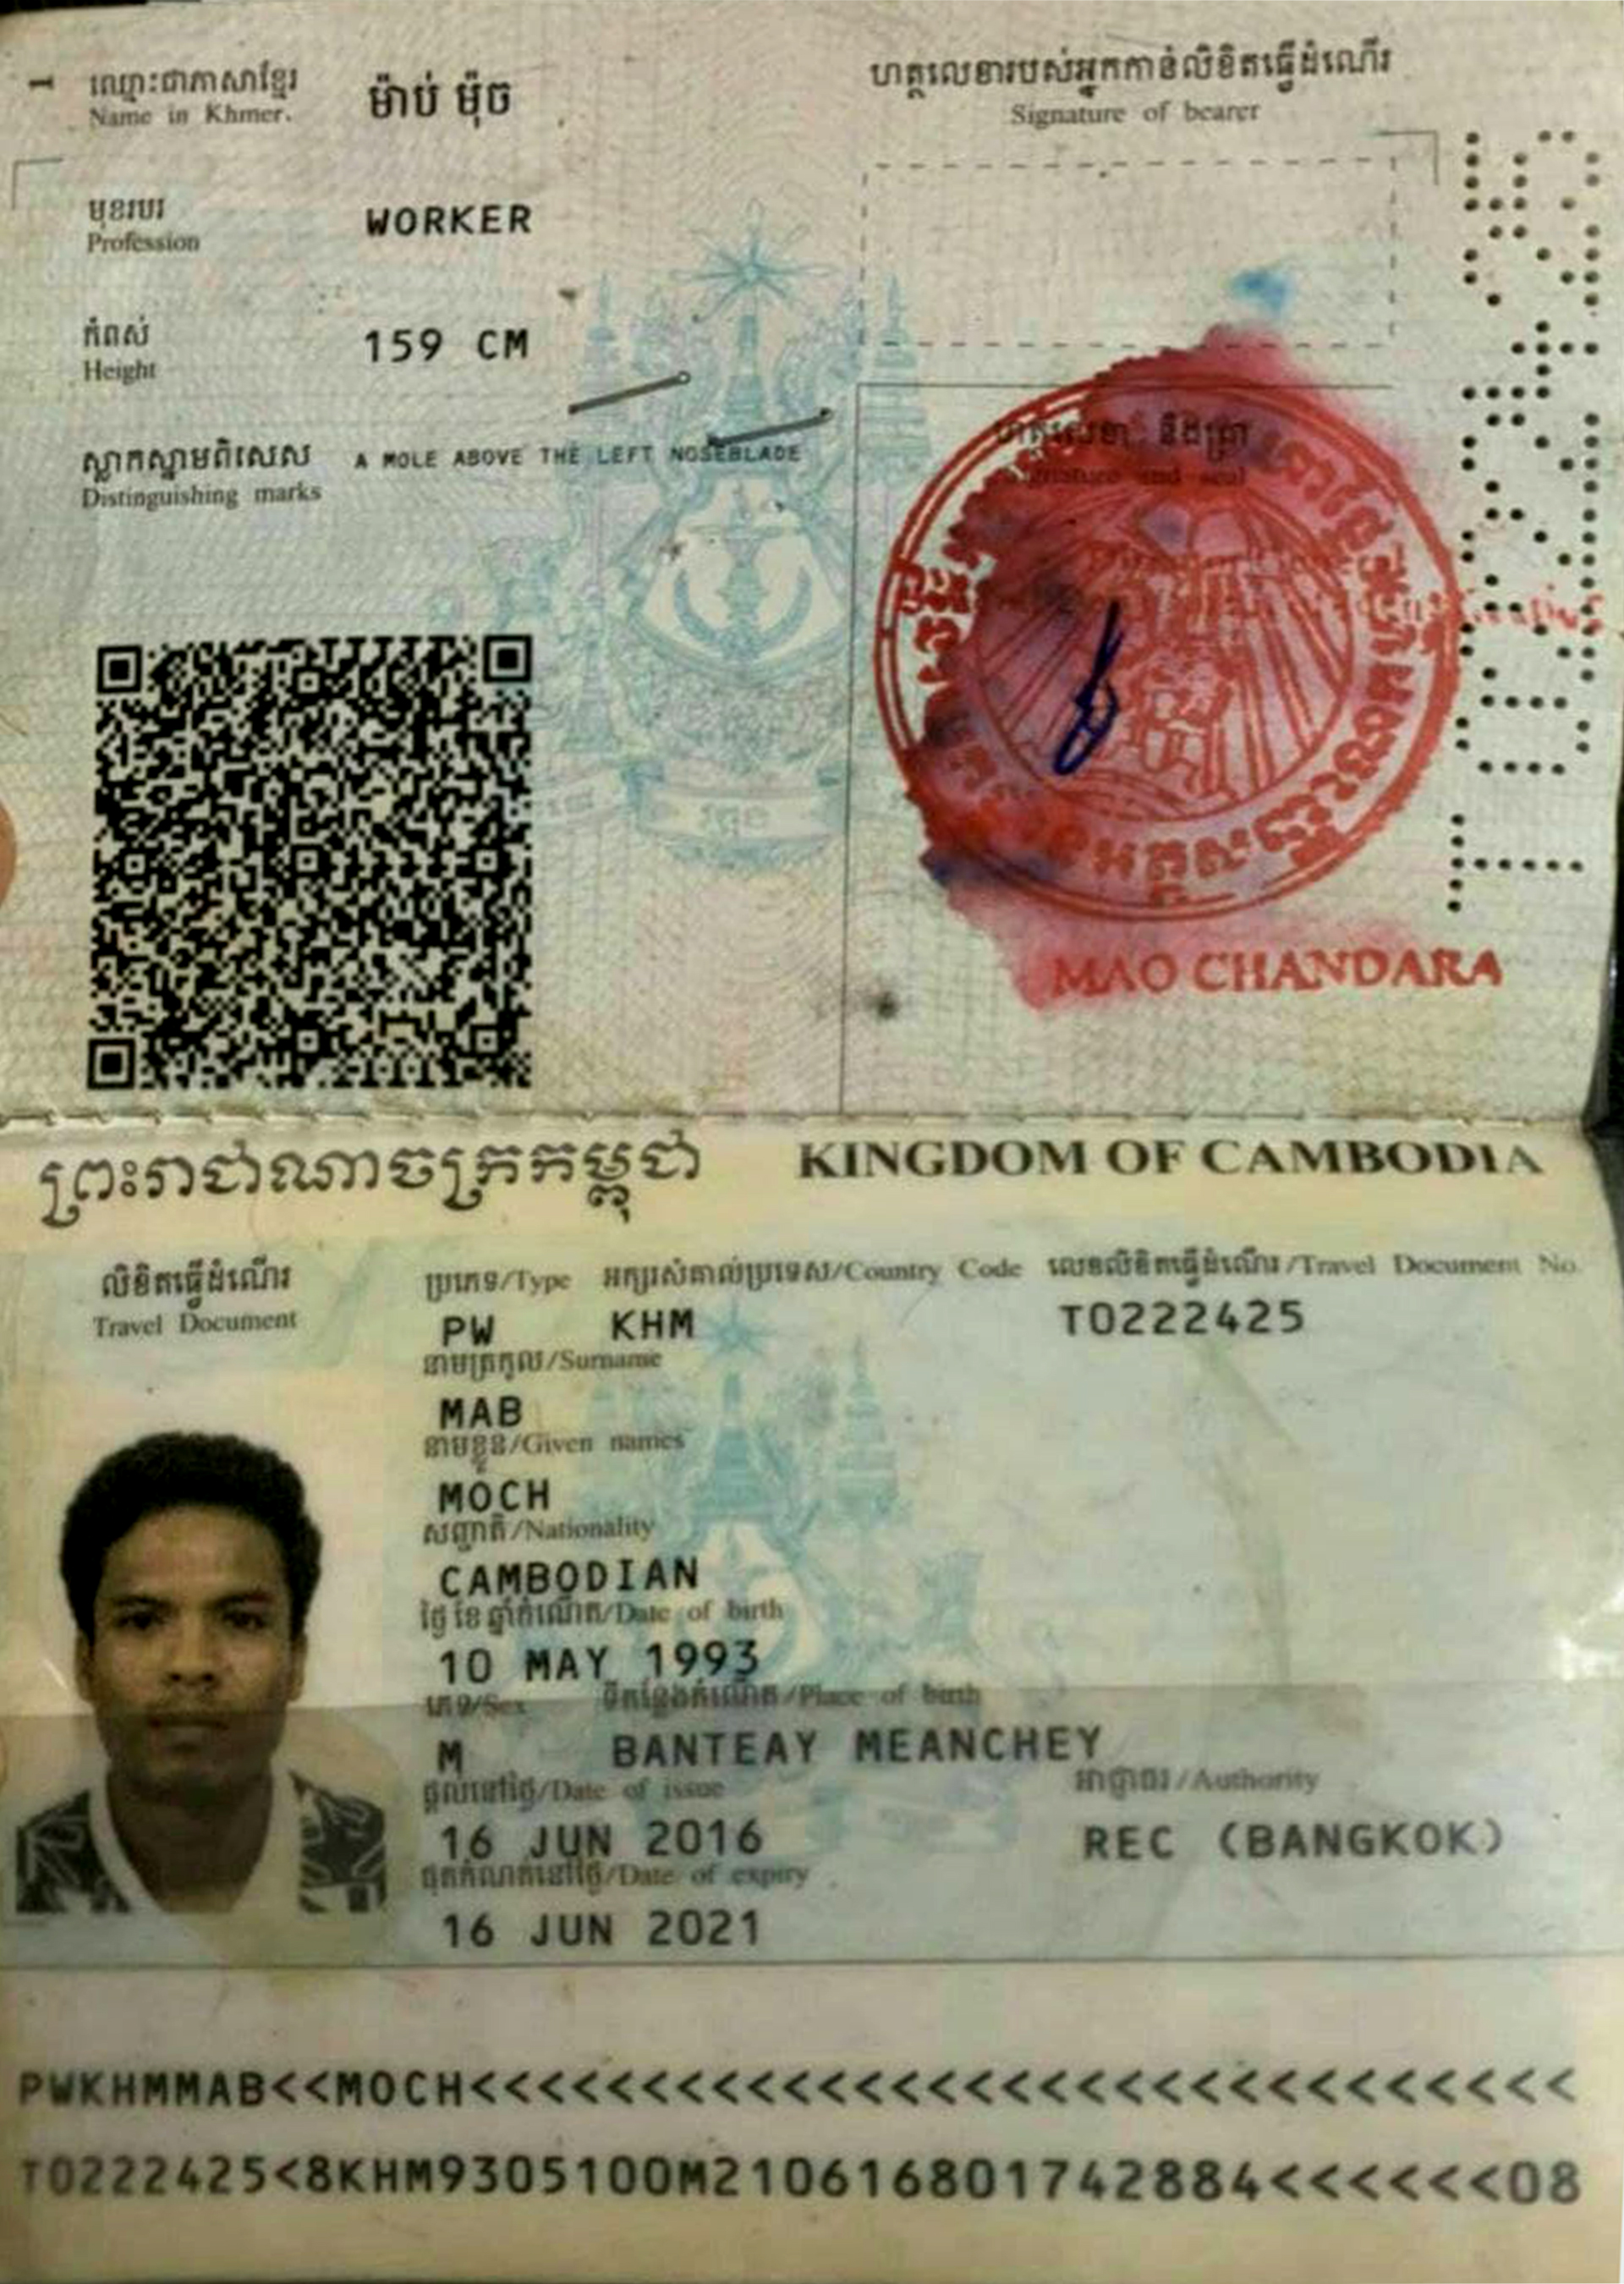 1
ឈ្មោះជាភាសាខ្មែរ ម៉ាប់ ម៉ុច
Name in Khmer.
ហត្ថលេខារបស់អ្នកកាន់លិខិតធ្វើដំណើរ
Signature of bearer
មុខរបរ
Profession
WORKER
កំពស់
Height
159 CM
ស្លាកស្នាមពិសេស
Distinguishing marks
A MOLE ABOVE THE LEFT NOSEBLADE
ហត្ថលេខា និងត្រា
Signature and seal
MAO CHANDARA
T0222425
ព្រះរាជាណាចក្រកម្ពុជា KINGDOM OF CAMBODIA
លិខិតធ្វើដំណើរ
Travel Document
ប្រភេទ/Type អក្សរសំគាល់ប្រទេស/Country Code លេខលិខិតធ្វើដំណើរ/Travel Document No.
PW KHM T0222425
នាមត្រកូល/Surname
MAB
នាមខ្លួន/Given names
MOCH
សញ្ជាតិ/Nationality
CAMBODIAN
ថ្ងៃ ខែ ឆ្នាំកំណើត/Date of birth
10 MAY 1993
ភេទ/Sex ទីកន្លែងកំណើត/Place of birth
M BANTEAY MEANCHEY
ផ្តល់នៅថ្ងៃ/Date of issue អាជ្ញាធរ/Authority
16 JUN 2016 REC (BANGKOK)
ផុតកំណត់នៅថ្ងៃ/Date of expiry
16 JUN 2021
PWKHMMAB<<MOCH<<<<<<<<<<<<<<<<<<<<<<<<<<<<<<
T0222425<8KHM9305100M210616801742884<<<<<<08